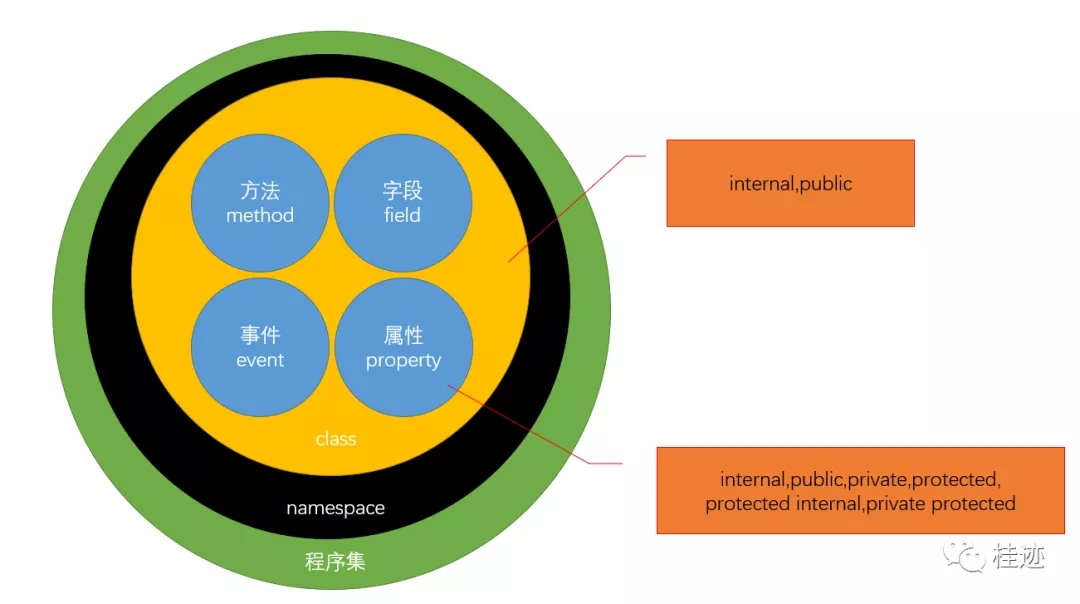 方法
method
字段
field
internal,public
事件
event
属性
property
class
internal,public,private,protected,
protected internal,private protected
namespace
程序集
桂迹